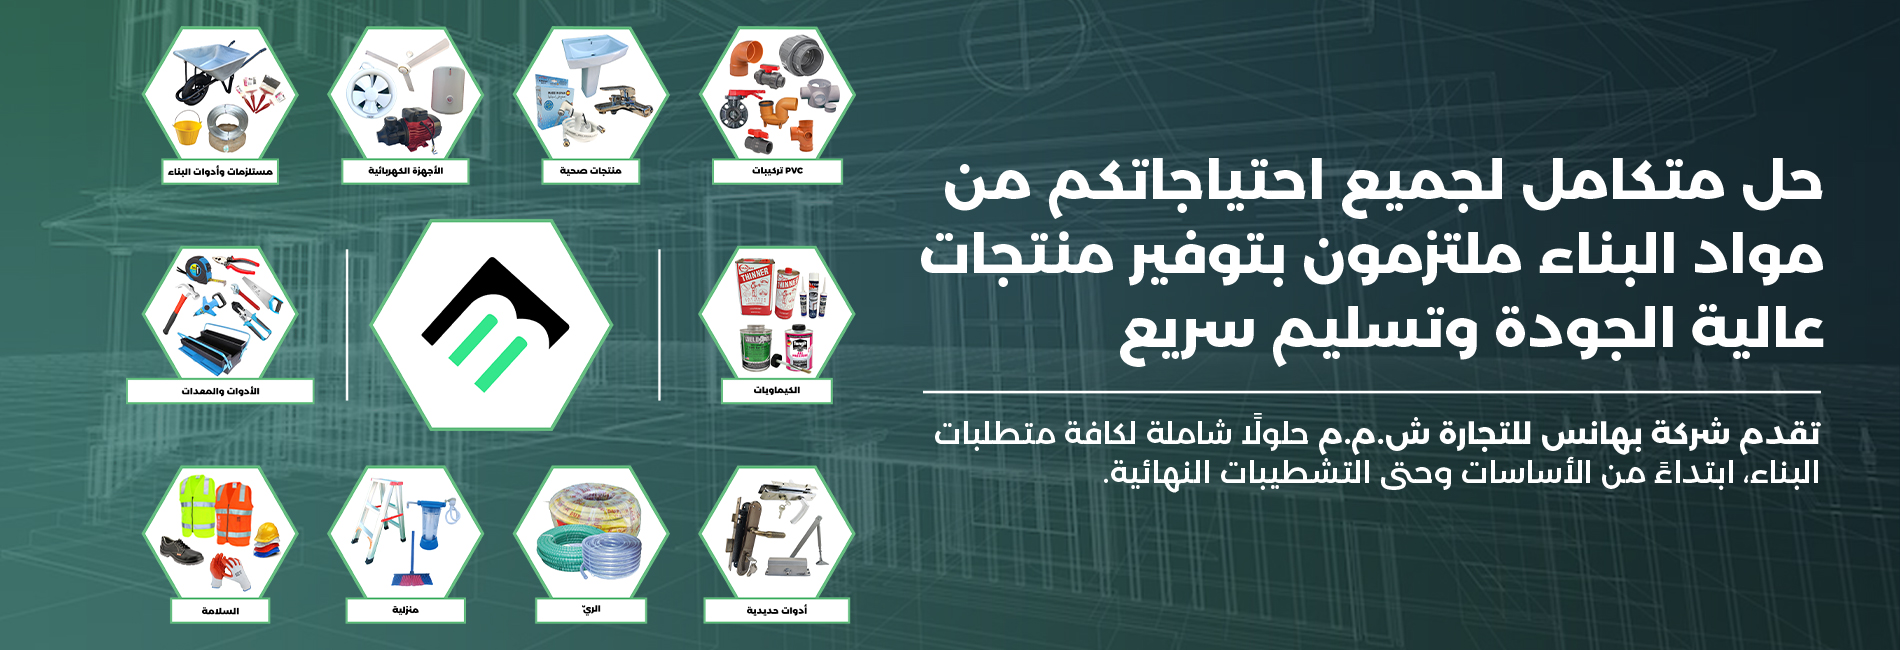 حل متكامل لجميع احتياجاتكم من
مواد البناء ملتزمون بتوفير منتجات
عالية الجودة وتسليم سريع
تقدم شركة بهانس للتجارة ش.م.م حلولًا شاملة لكافة متطلبات
البناء، ابتداءً من الأساسات وحتى التشطيبات النهائية.
PVC تركيبات
منتجات صحية
الأجهزة الكهربائية
مستلزمات وأدوات البناء
THINNER
THINNER
الكيماويات
الأدوات والمعدات
أدوات حديدية
الريّ
منزلية
السلامة